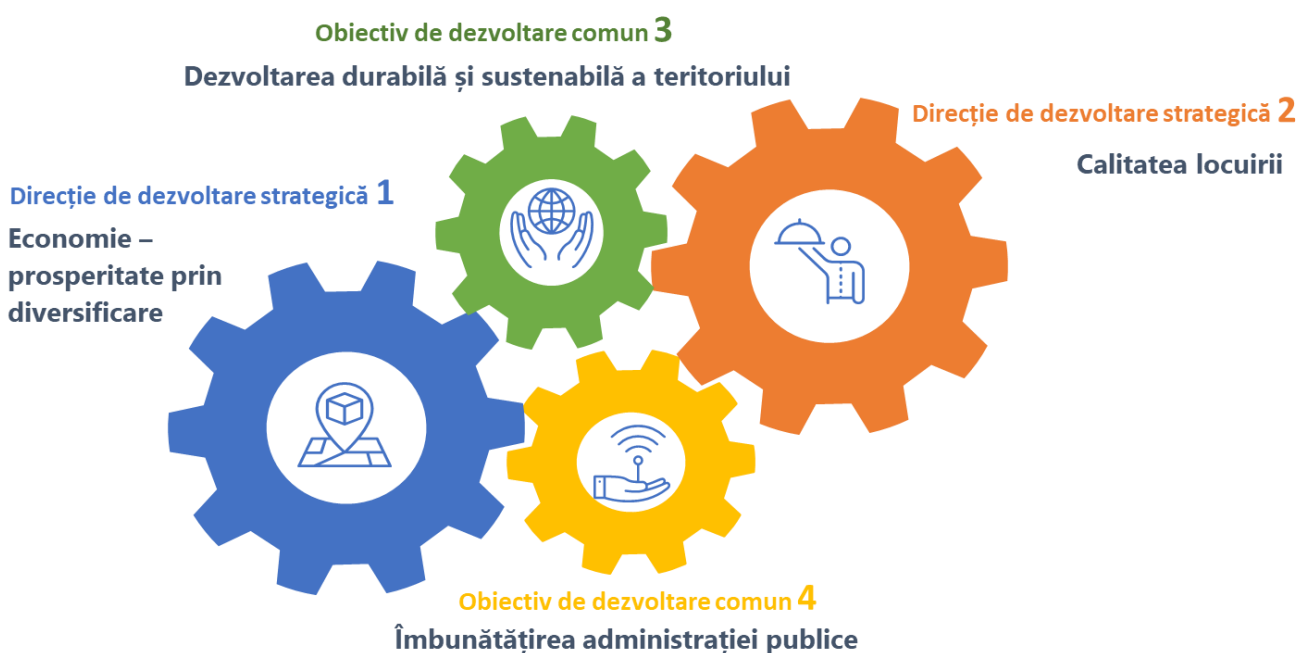 Obiectiv de dezvoltare comun 3
Dezvoltarea durabilă și sustenabilă a teritoriului
Direcție de dezvoltare strategică 2
Calitatea locuirii
Direcție de dezvoltare strategică 1
Economie –
prosperitate prin
diversificare
Obiectiv de dezvoltare comun 4
Îmbunătățirea administrației publice